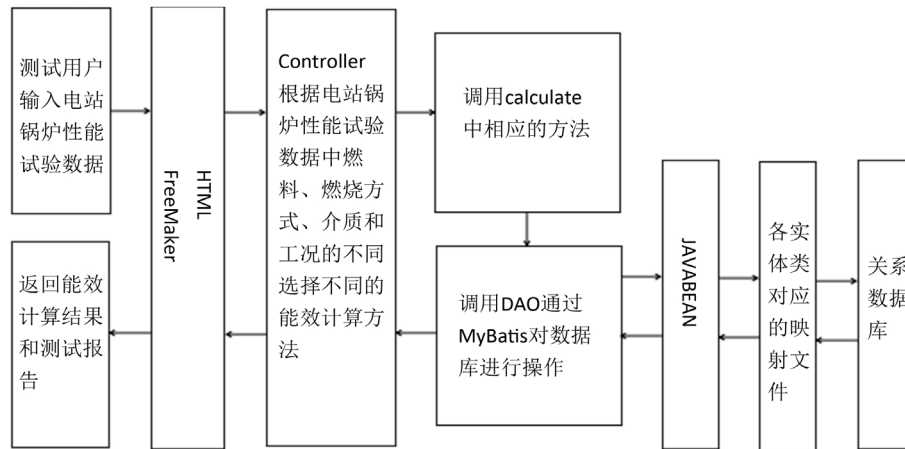 测试用户
输入电站
锅炉性能
试验数据
返回能效
计算结果
和测试报
告
HTML
FreeMaker
Controller
根据电站锅
炉性能试验
数据中燃
料、燃烧方
式、介质和
工况的不同
选择不同的
能效计算方
法
调用calculate
中相应的方法
调用DAO通过
MyBatis对数据
库进行操作
JAVABEAN
各实
体类
对应
的映
射文
件
关系
数据
库